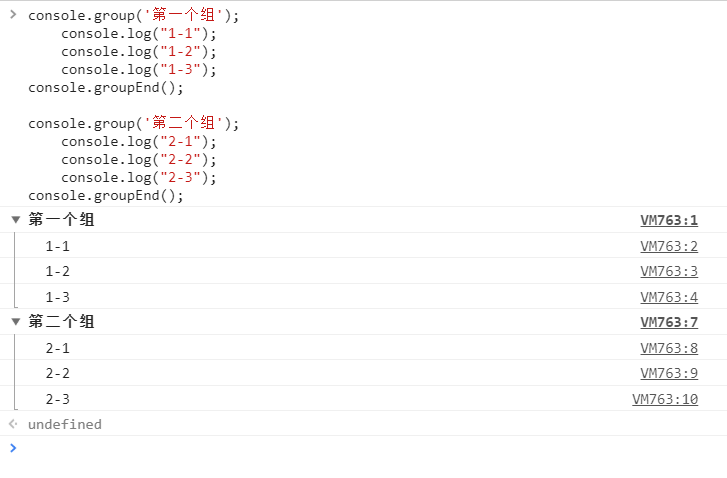 console.group('第一个组');
    console.log("1-1");
    console.log("1-2");
    console.log("1-3");
console.groupEnd();
console.group('第二个组');
    console.log("2-1");
    console.log("2-2");
    console.log("2-3");
console.groupEnd();
第一个组 VM763:1
1-1 VM763:2
1-2 VM763:3
1-3 VM763:4
第二个组 VM763:7
2-1 VM763:8
2-2 VM763:9
2-3 VM763:10
undefined